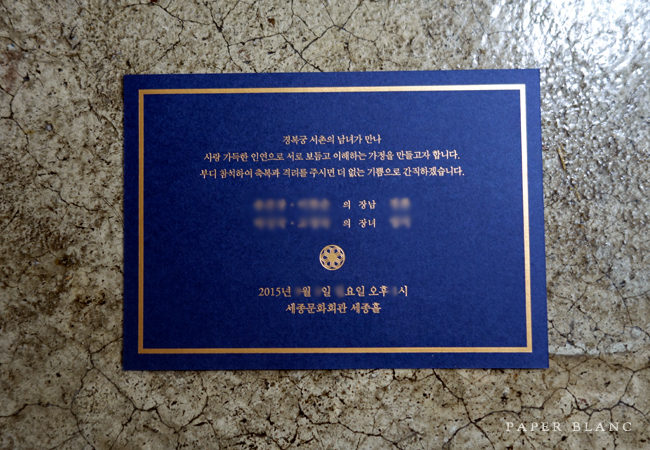 경복궁 서촌의 남녀가 만나
사랑 가득한 인연으로 서로 보듬고 이해하는 가정을 만들고자 합니다.
부디 참석하여 축복과 격려를 주시면 더 없는 기쁨으로 간직하겠습니다.
의 장남
의 장녀
2015년 월 일 요일 오후 시
세종문화회관 세종홀
PAPER BLANC